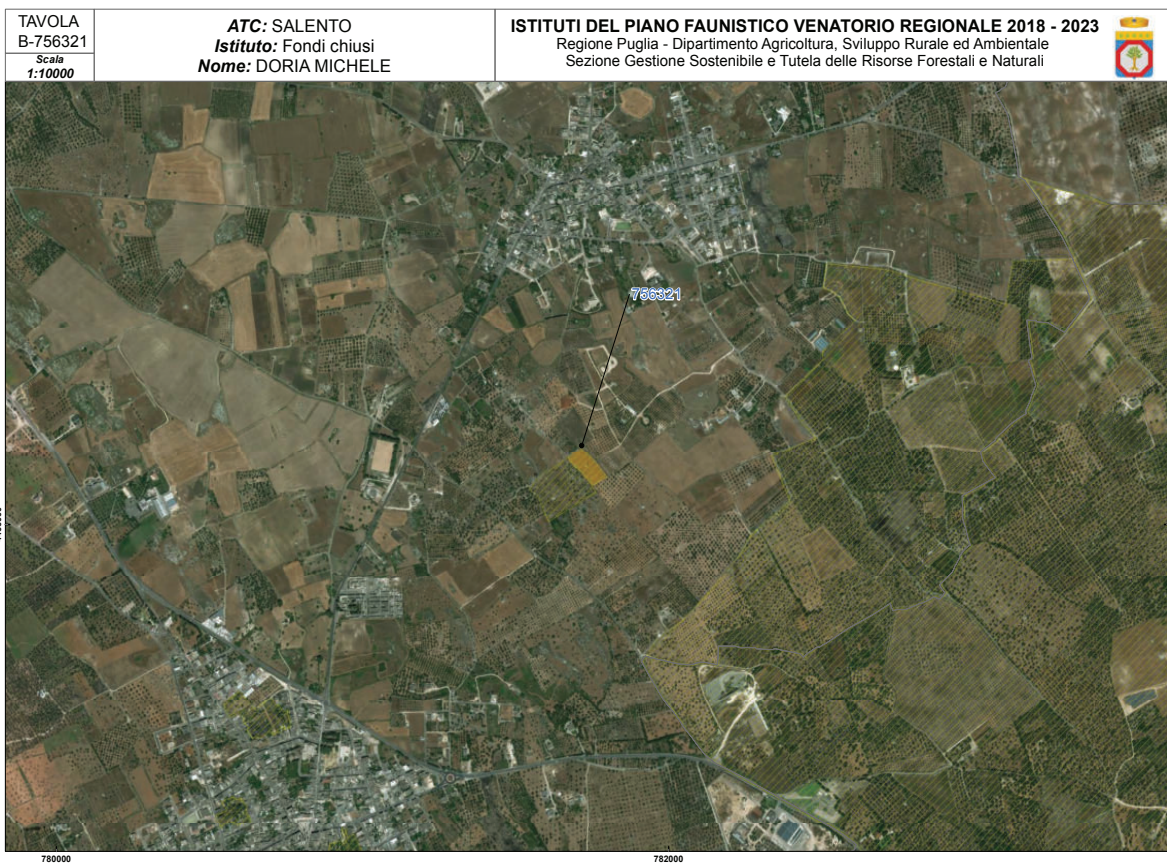 TAVOLA
B-756321
Scala
1:10000
ATC: SALENTO
Istituto: Fondi chiusi
Nome: DORIA MICHELE
ISTITUTI DEL PIANO FAUNISTICO VENATORIO REGIONALE 2018 - 2023
Regione Puglia - Dipartimento Agricoltura, Sviluppo Rurale ed Ambientale
Sezione Gestione Sostenibile e Tutela delle Risorse Forestali e Naturali
756321
780000
782000